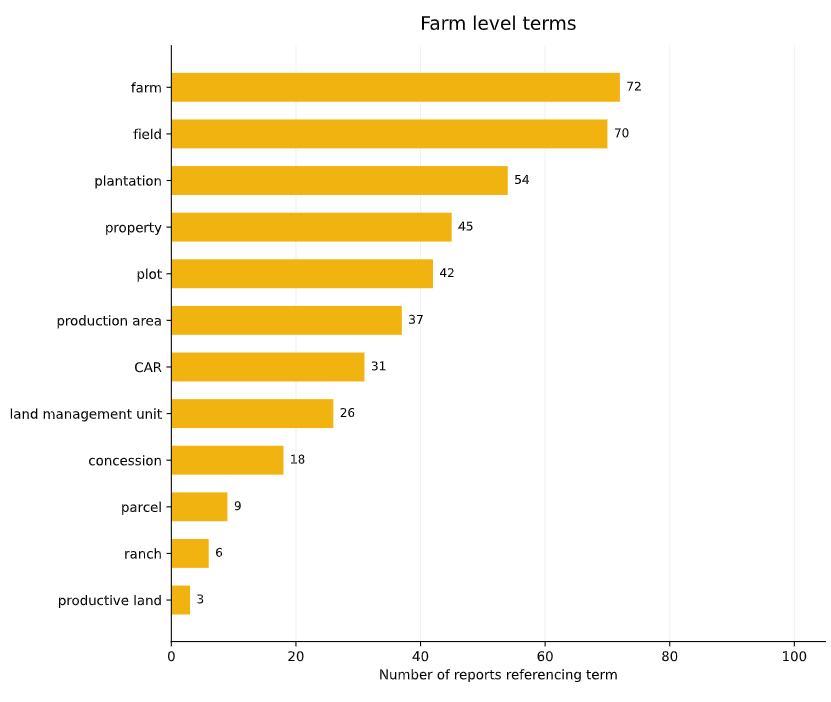 Farm level terms
farm 72
field 70
plantation 54
property 45
plot 42
production area 37
CAR 31
land management unit 26
concession 18
parcel 9
ranch 6
productive land 3
0 20 40 60 80 100
Number of reports referencing term